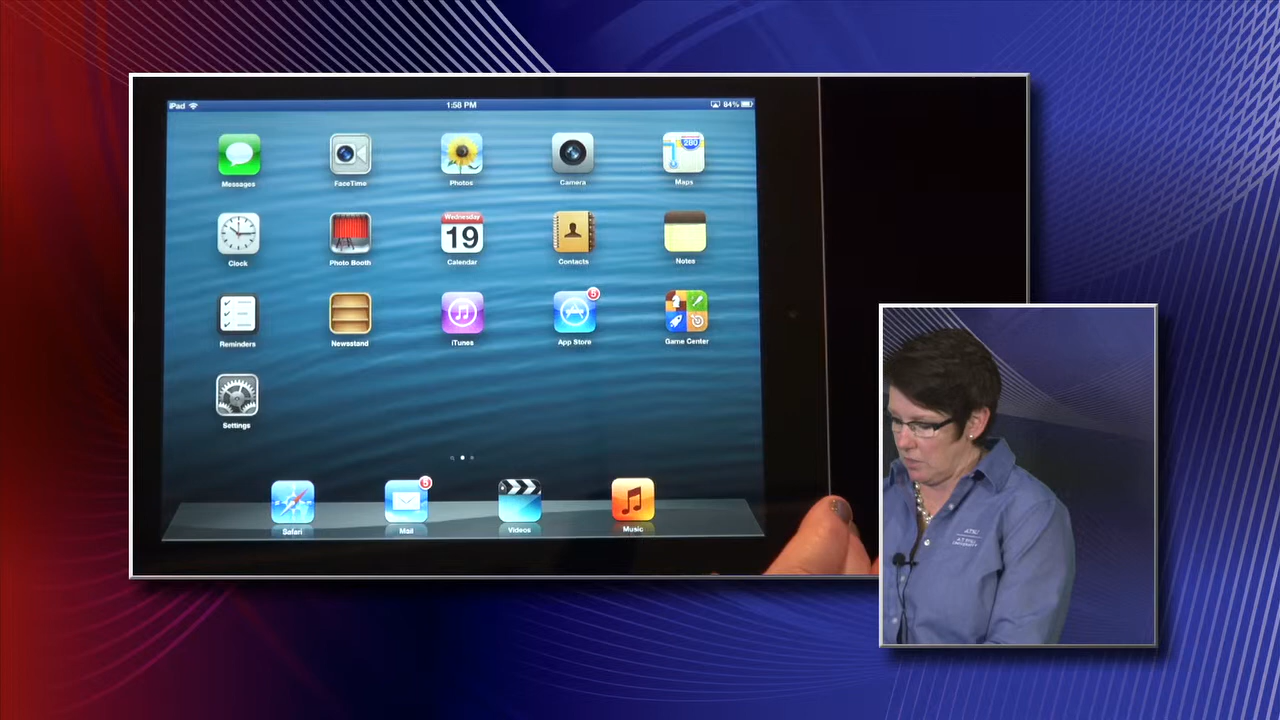 iPad 1:58 PM 84%
280
Messages FaceTime Photos Camera Maps
Wednesday
19
Clock Photo Booth Calendar Contacts Notes
5
Reminders Newsstand iTunes App Store Game Center
Settings
5
Safari Mail Videos Music